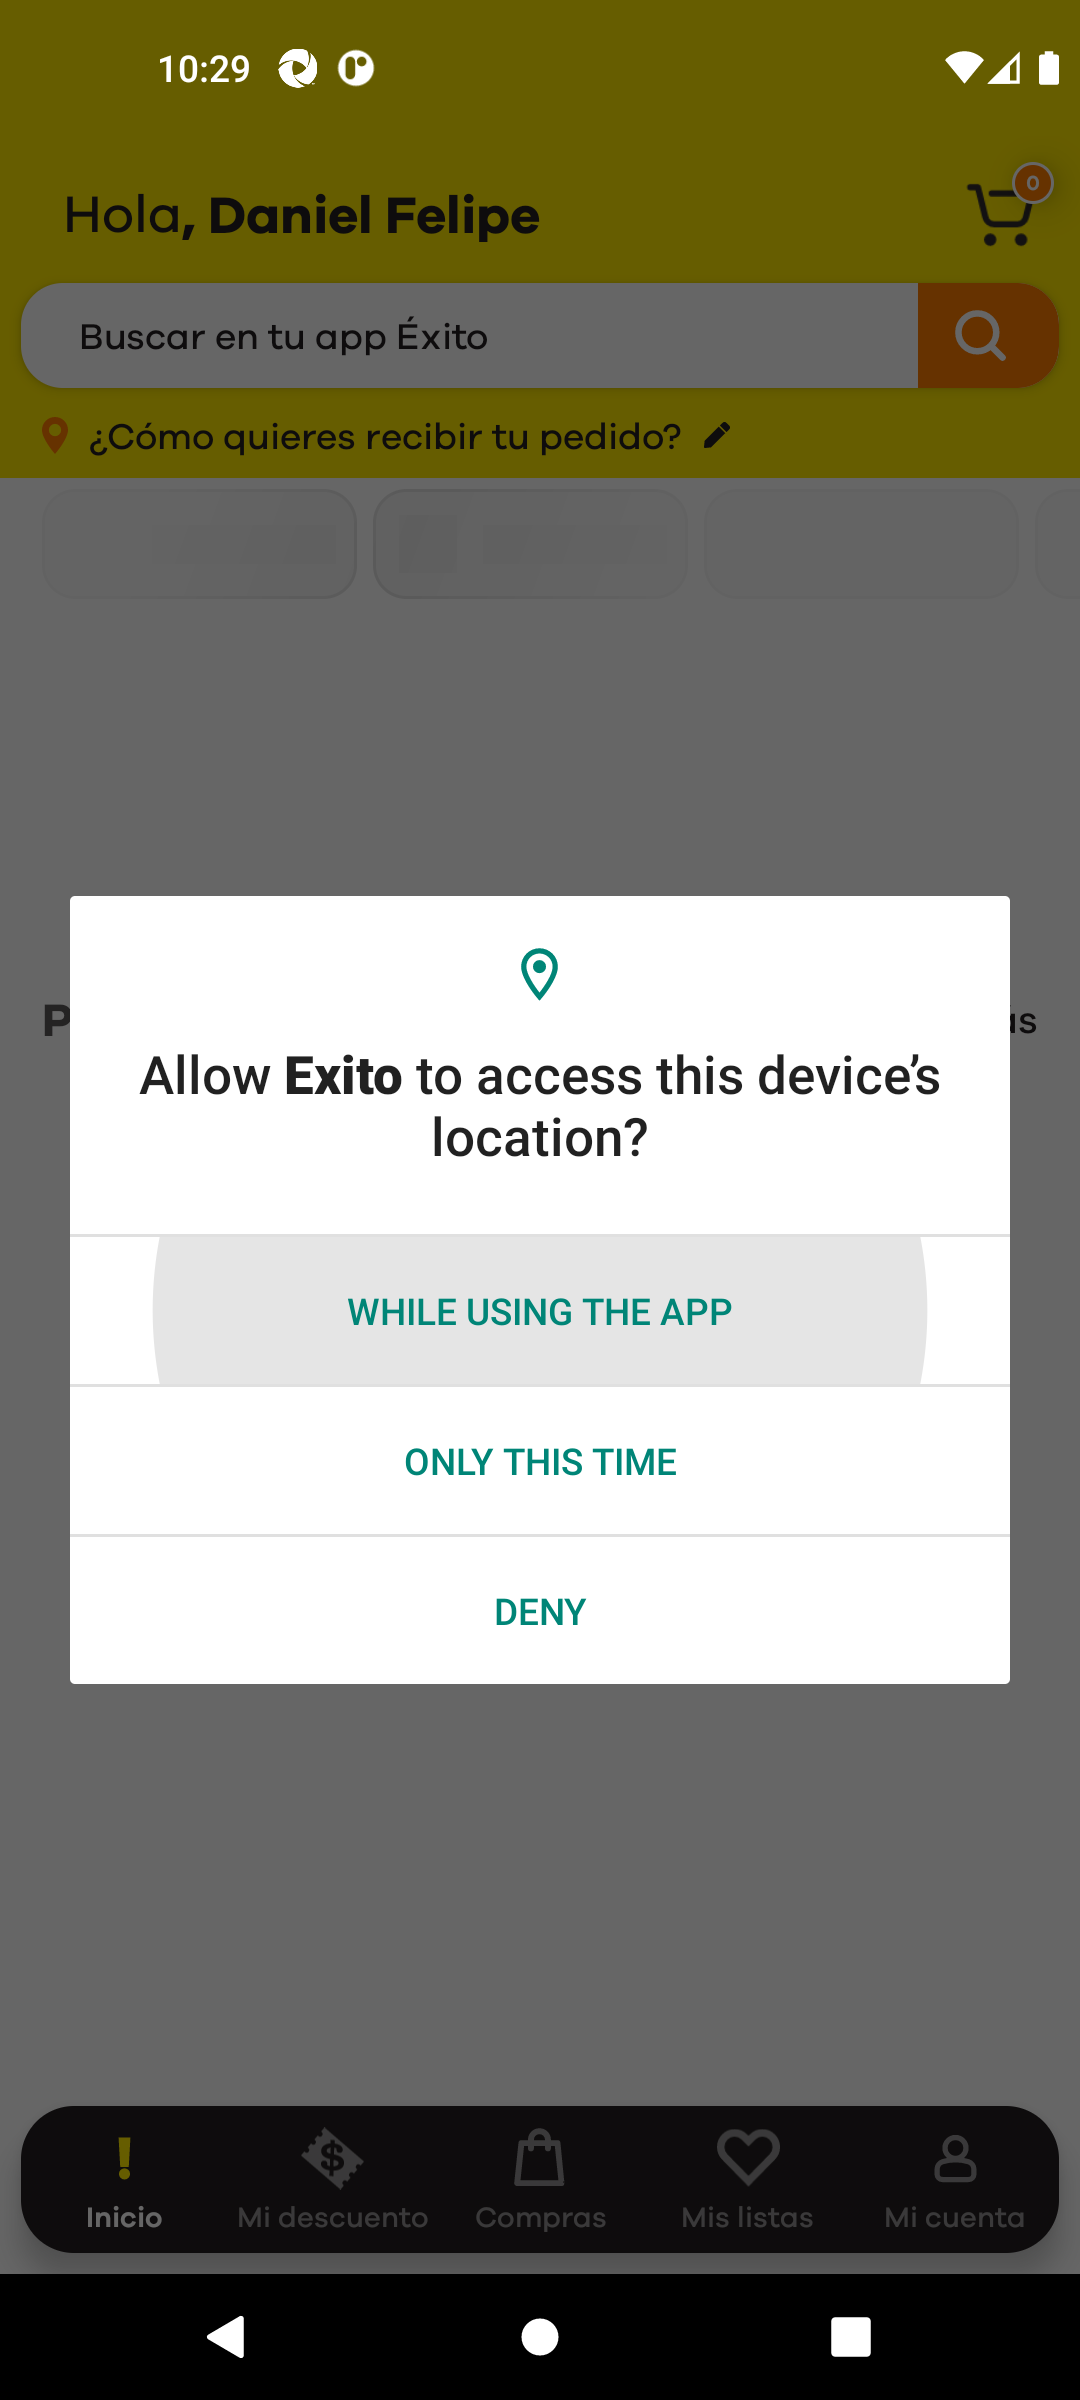 10:29
Hola, Daniel Felipe
0
Buscar en tu app Éxito
¿Cómo quieres recibir tu pedido?
Allow Exito to access this device’s
location?
WHILE USING THE APP
ONLY THIS TIME
DENY
Inicio
Mi descuento
Compras
Mis listas
Mi cuenta